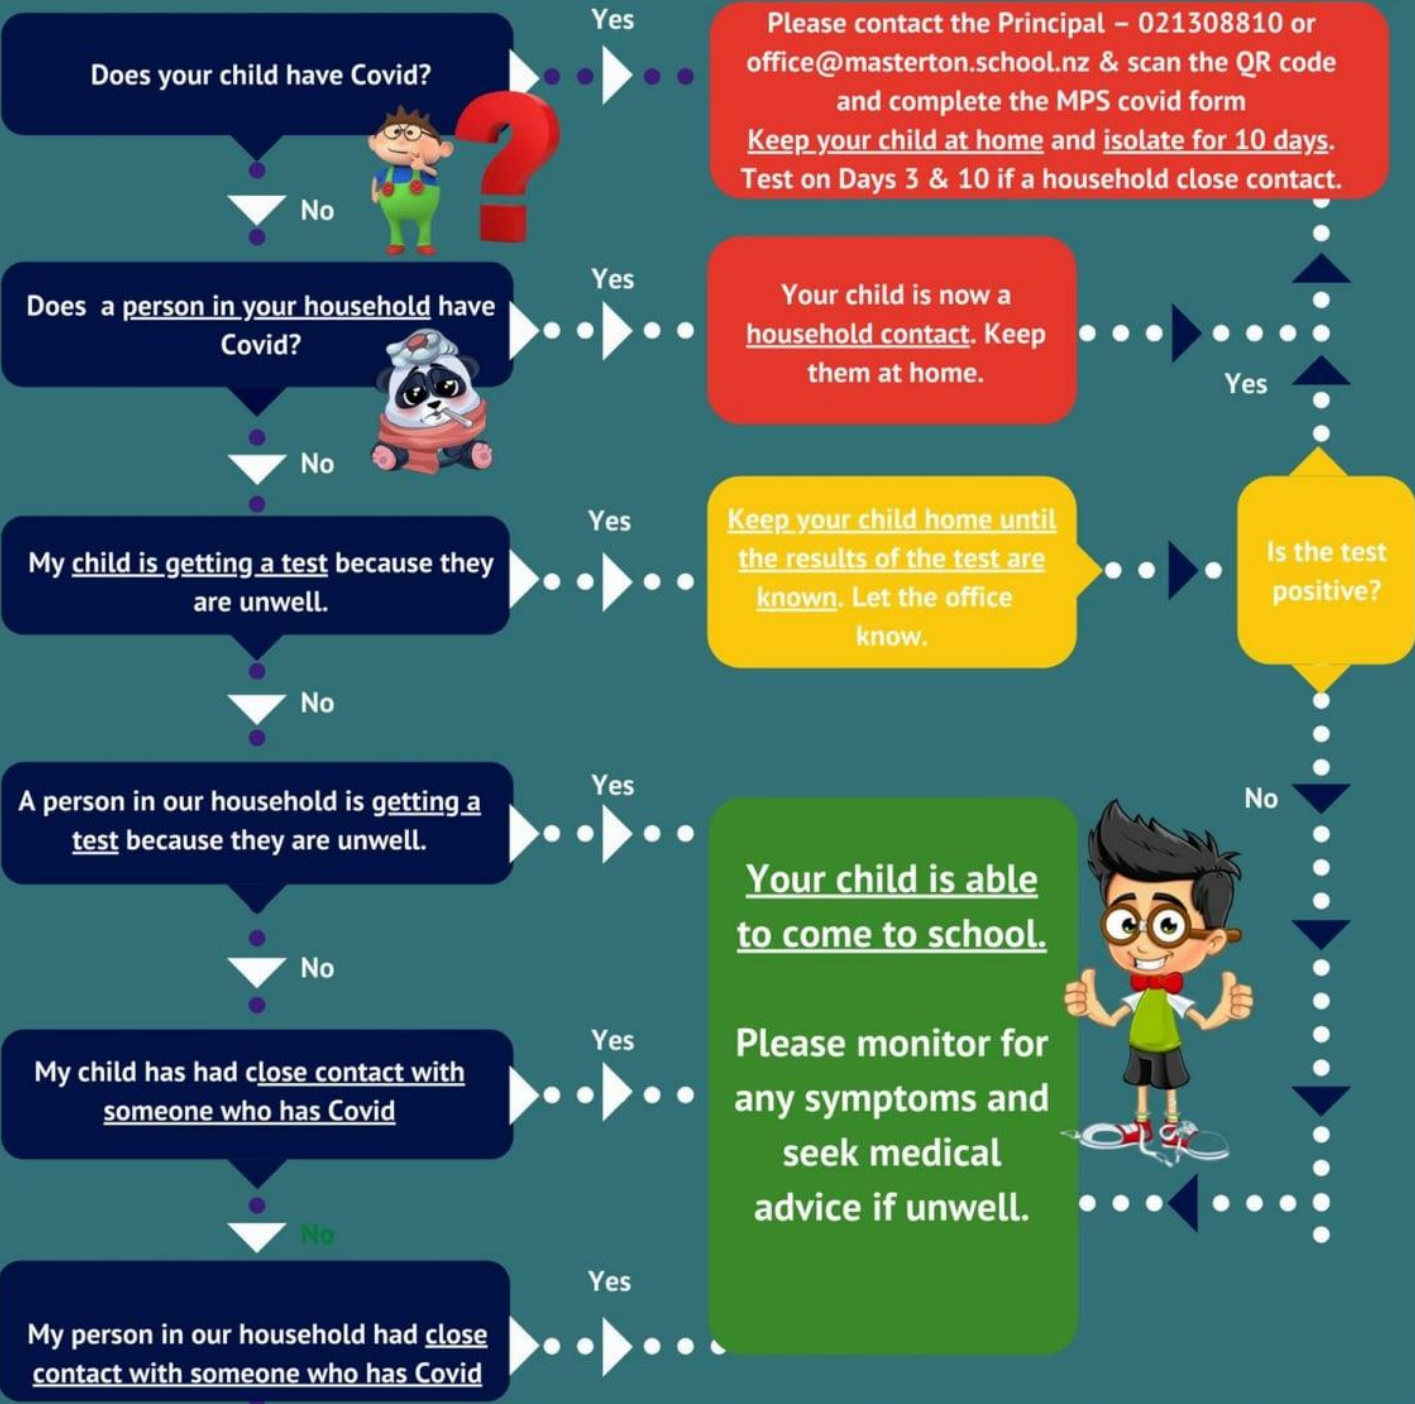 Does your child have Covid?
Yes
Please contact the Principal – 021308810 or
office@masterton.school.nz & scan the QR code
and complete the MPS covid form
Keep your child at home and isolate for 10 days.
Test on Days 3 & 10 if a household close contact.
No
Does a person in your household have
Covid?
Yes
Your child is now a
household contact. Keep
them at home.
Yes
No
My child is getting a test because they
are unwell.
Yes
Keep your child home until
the results of the test are
known. Let the office
know.
Is the test
positive?
No
No
A person in our household is getting a
test because they are unwell.
Yes
Your child is able
to come to school.
Please monitor for
any symptoms and
seek medical
advice if unwell.
No
My child has had close contact with
someone who has Covid
Yes
No
My person in our household had close
contact with someone who has Covid
Yes